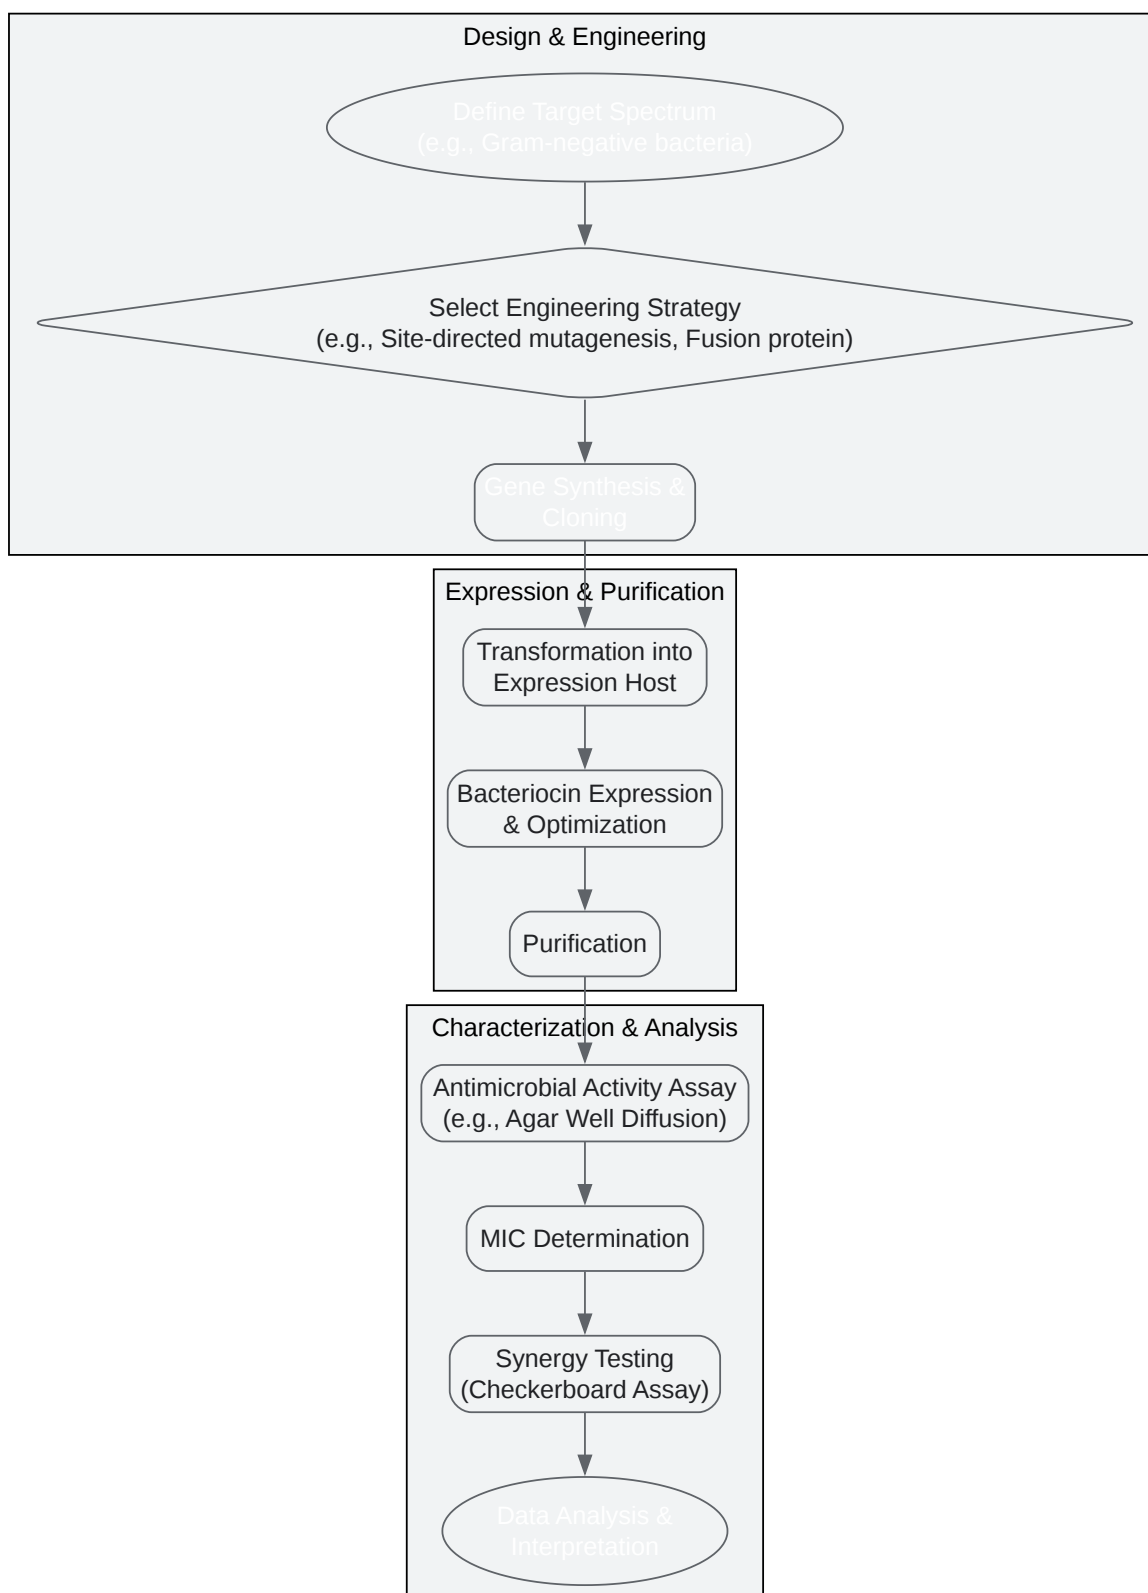 Design & Engineering
Define Target Spectrum
(e.g., Gram-negative bacteria)
Select Engineering Strategy
(e.g., Site-directed mutagenesis, Fusion protein)
Gene Synthesis &
Cloning
Expression & Purification
Transformation into
Expression Host
Bacteriocin Expression
& Optimization
Purification
Characterization & Analysis
Antimicrobial Activity Assay
(e.g., Agar Well Diffusion)
MIC Determination
Synergy Testing
(Checkerboard Assay)
Data Analysis &
Interpretation